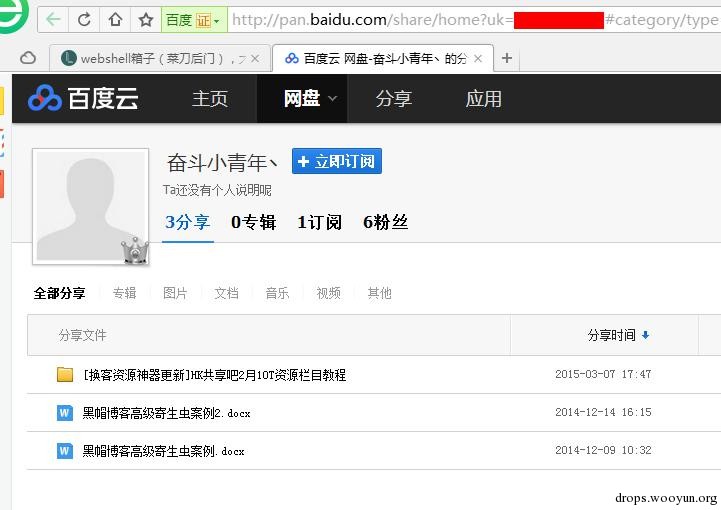 百度 证 http://pan.baidu.com/share/home?uk= #category/type
webshell箱子（菜刀后门），大 百度云 网盘-奋斗小青年丶的分
百度云 主页 网盘 分享 应用
奋斗小青年丶 +立即订阅
Ta还没有个人说明呢
3分享 0专辑 1订阅 6粉丝
全部分享 专辑 图片 文档 音乐 视频 其他
分享文件 分享时间
[换客资源神器更新]HK共享吧2月10T资源栏目教程 2015-03-07 17:47
黑帽博客高级寄生虫案例2.docx 2014-12-14 16:15
黑帽博客高级寄生虫案例.docx 2014-12-09 10:32
drops.wooyun.org